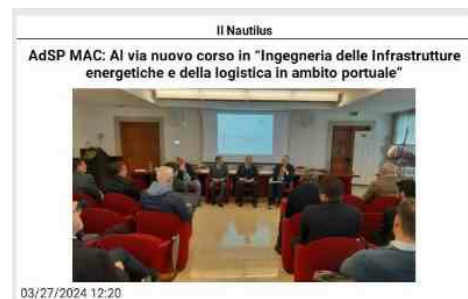 Il Nautilus
AdSP MAC: Al via nuovo corso in “Ingegneria delle Infrastrutture
energetiche e della logistica in ambito portuale”
03/27/2024 12:20